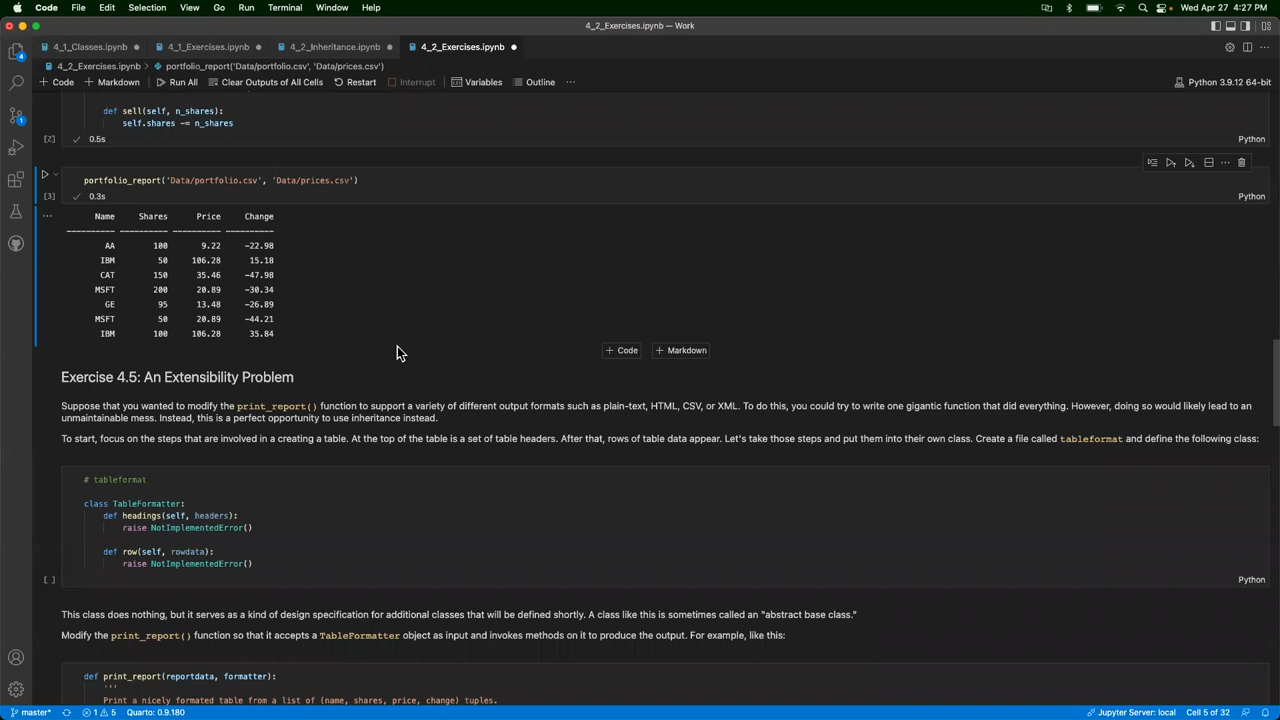 Code File Edit Selection View Go Run Terminal Window Help Wed Apr 27 4:27 PM
4_2_Exercises.ipynb — Work
4_1_Classes.ipynb 4_1_Exercises.ipynb 4_2_Inheritance.ipynb 4_2_Exercises.ipynb
4_2_Exercises.ipynb > portfolio_report('Data/portfolio.csv', 'Data/prices.csv')
+ Code + Markdown Run All Clear Outputs of All Cells Restart Interrupt Variables Outline ... Python 3.9.12 64-bit
def sell(self, n_shares):
self.shares -= n_shares
[2] 0.5s Python
portfolio_report('Data/portfolio.csv', 'Data/prices.csv')
[3] 0.3s Python
Name Shares Price Change
---------- ---------- ---------- ----------
AA 100 9.22 -22.98
IBM 50 106.28 15.18
CAT 150 35.46 -47.98
MSFT 200 20.89 -30.34
GE 95 13.48 -26.89
MSFT 50 20.89 -44.21
IBM 100 106.28 35.84
+ Code + Markdown
Exercise 4.5: An Extensibility Problem
Suppose that you wanted to modify the print_report() function to support a variety of different output formats such as plain-text, HTML, CSV, or XML. To do this, you could try to write one gigantic function that did everything. However, doing so would likely lead to an
unmaintainable mess. Instead, this is a perfect opportunity to use inheritance instead.
To start, focus on the steps that are involved in a creating a table. At the top of the table is a set of table headers. After that, rows of table data appear. Let's take those steps and put them into their own class. Create a file called tableformat and define the following class:
# tableformat
class TableFormatter:
def headings(self, headers):
raise NotImplementedError()
def row(self, rowdata):
raise NotImplementedError()
[ ] Python
This class does nothing, but it serves as a kind of design specification for additional classes that will be defined shortly. A class like this is sometimes called an "abstract base class."
Modify the print_report() function so that it accepts a TableFormatter object as input and invokes methods on it to produce the output. For example, like this:
def print_report(reportdata, formatter):
'''
Print a nicely formated table from a list of (name, shares, price, change) tuples.
master* 1 5 Quarto: 0.9.180 Jupyter Server: local Cell 5 of 32
4
1